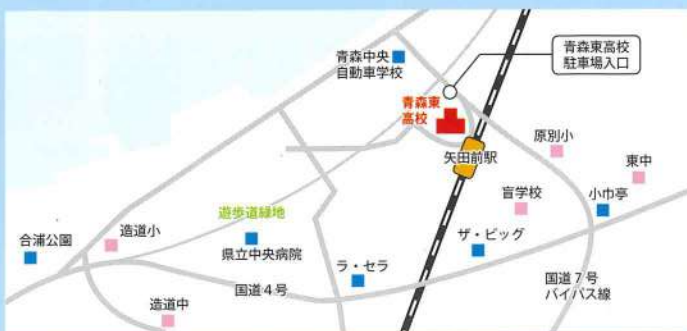 青森中央
自動車学校
青森東高校
駐車場入口
青森東
高校
矢田前駅
原別小
東中
盲学校
小巾亭
遊歩道緑地
造道小
合浦公園
県立中央病院
ザ・ビッグ
ラ・セラ
国道4号
国道7号
バイパス線
造道中